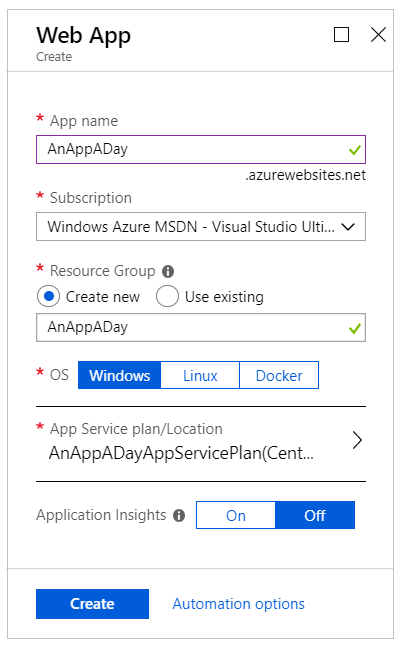 Web App
Create
* App name
AnAppADay
.azurewebsites.net
* Subscription
Windows Azure MSDN - Visual Studio Ulti...
* Resource Group
Create new Use existing
AnAppADay
* OS Windows Linux Docker
* App Service plan/Location
AnAppADayAppServicePlan(Cent...
Application Insights On Off
Create Automation options